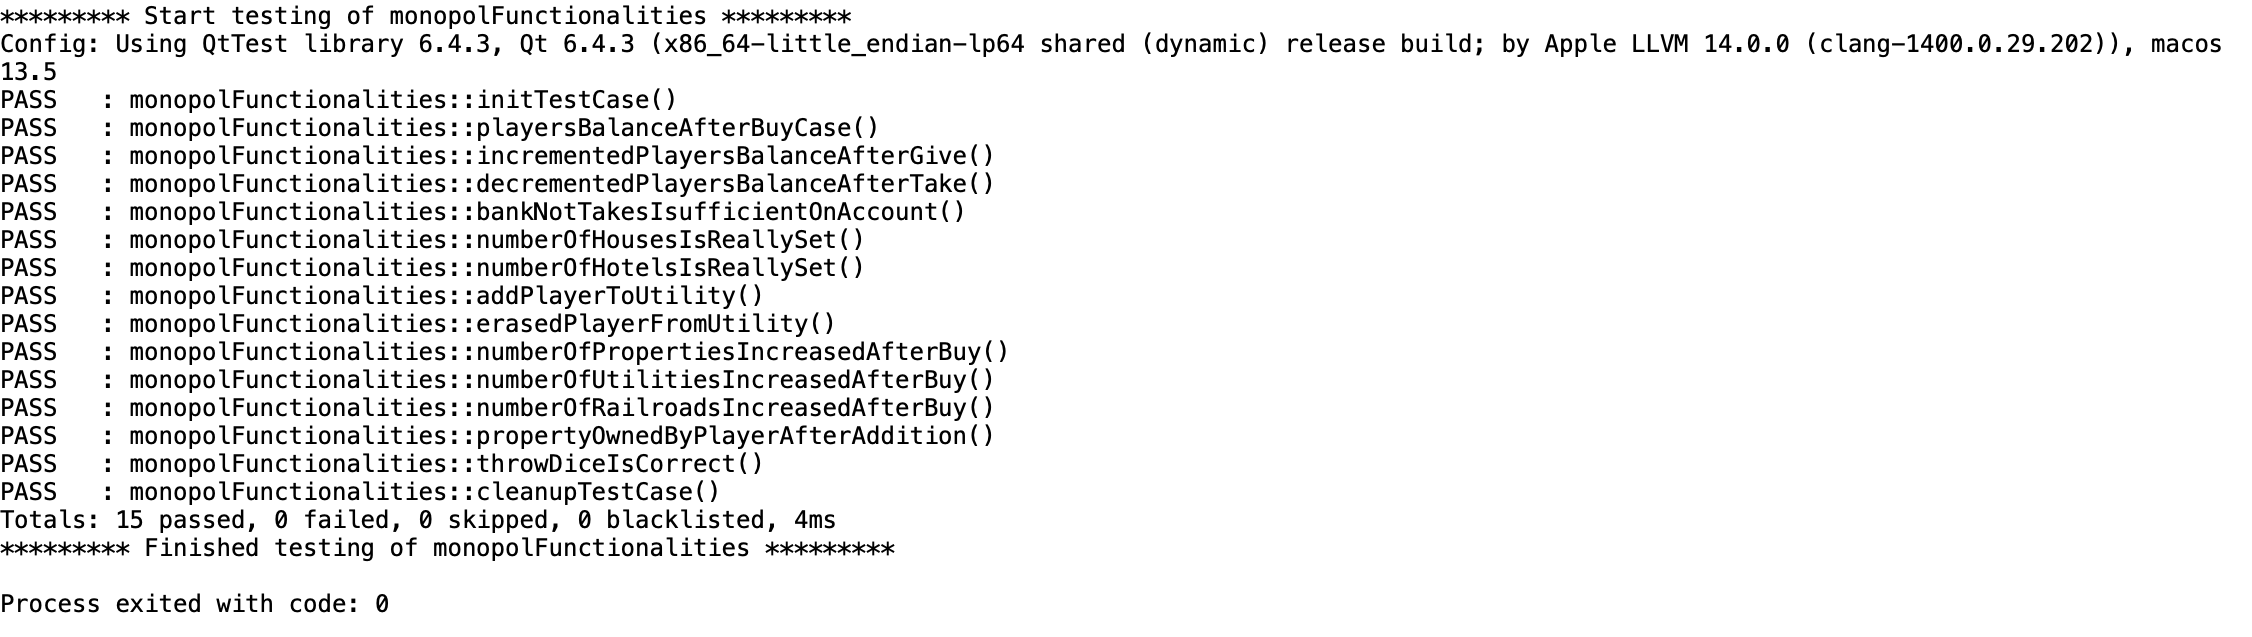 ********* Start testing of monopolFunctionalities *********
Config: Using QtTest library 6.4.3, Qt 6.4.3 (x86_64-little_endian-lp64 shared (dynamic) release build; by Apple LLVM 14.0.0 (clang-1400.0.29.202)), macos
13.5
PASS   : monopolFunctionalities::initTestCase()
PASS   : monopolFunctionalities::playersBalanceAfterBuyCase()
PASS   : monopolFunctionalities::incrementedPlayersBalanceAfterGive()
PASS   : monopolFunctionalities::decrementedPlayersBalanceAfterTake()
PASS   : monopolFunctionalities::bankNotTakesIsufficientOnAccount()
PASS   : monopolFunctionalities::numberOfHousesIsReallySet()
PASS   : monopolFunctionalities::numberOfHotelsIsReallySet()
PASS   : monopolFunctionalities::addPlayerToUtility()
PASS   : monopolFunctionalities::erasedPlayerFromUtility()
PASS   : monopolFunctionalities::numberOfPropertiesIncreasedAfterBuy()
PASS   : monopolFunctionalities::numberOfUtilitiesIncreasedAfterBuy()
PASS   : monopolFunctionalities::numberOfRailroadsIncreasedAfterBuy()
PASS   : monopolFunctionalities::propertyOwnedByPlayerAfterAddition()
PASS   : monopolFunctionalities::throwDiceIsCorrect()
PASS   : monopolFunctionalities::cleanupTestCase()
Totals: 15 passed, 0 failed, 0 skipped, 0 blacklisted, 4ms
********* Finished testing of monopolFunctionalities *********
Process exited with code: 0